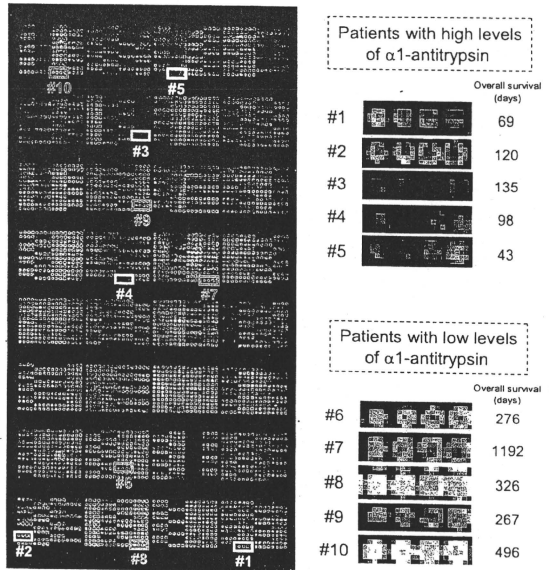 #10
#5
#3
#9
#4
#7
#6
#2
#8
#1
Patients with high levels
of α1-antitrypsin
Overall survival
(days)
#1 69
#2 120
#3 135
#4 98
#5 43
Patients with low levels
of α1-antitrypsin
Overall survival
(days)
#6 276
#7 1192
#8 326
#9 267
#10 496